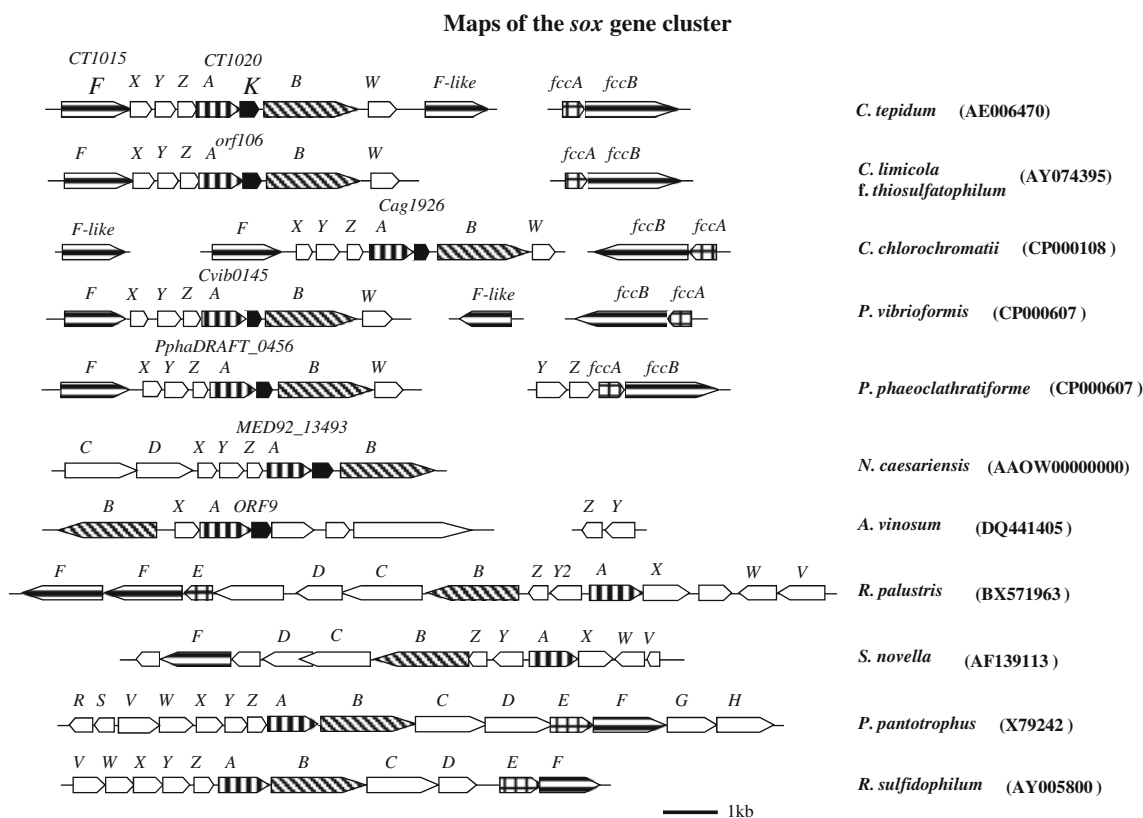 Maps of the sox gene cluster
CT1015 CT1020
F X Y Z A K B W F-like fccA fccB
C. tepidum (AE006470)
orf106
F X Y Z A B W fccA fccB
C. limicola
f. thiosulfatophilum (AY074395)
Cag1926
F-like F X Y Z A B W fccB fccA
C. chlorochromatii (CP000108)
Cvib0145
F X Y Z A B W F-like fccB fccA
P. vibrioformis (CP000607 )
PphaDRAFT_0456
F X Y Z A B W Y Z fccA fccB
P. phaeoclathratiforme (CP000607 )
MED92_13493
C D X Y Z A B
N. caesariensis (AAOW00000000)
B X A ORF9 Z Y
A. vinosum (DQ441405)
F F E D C B Z Y2 A X W V
R. palustris (BX571963)
F D C B Z Y A X W V
S. novella (AF139113)
R S V W X Y Z A B C D E F G H
P. pantotrophus (X79242)
V W X Y Z A B C D E F
R. sulfidophilum (AY005800 )
1kb